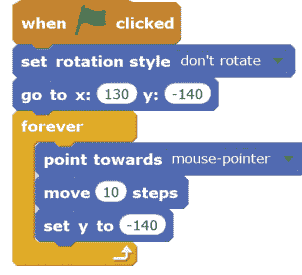 when clicked
set rotation style don't rotate
go to x: 130 y: -140
forever
point towards mouse-pointer
move 10 steps
set y to -140